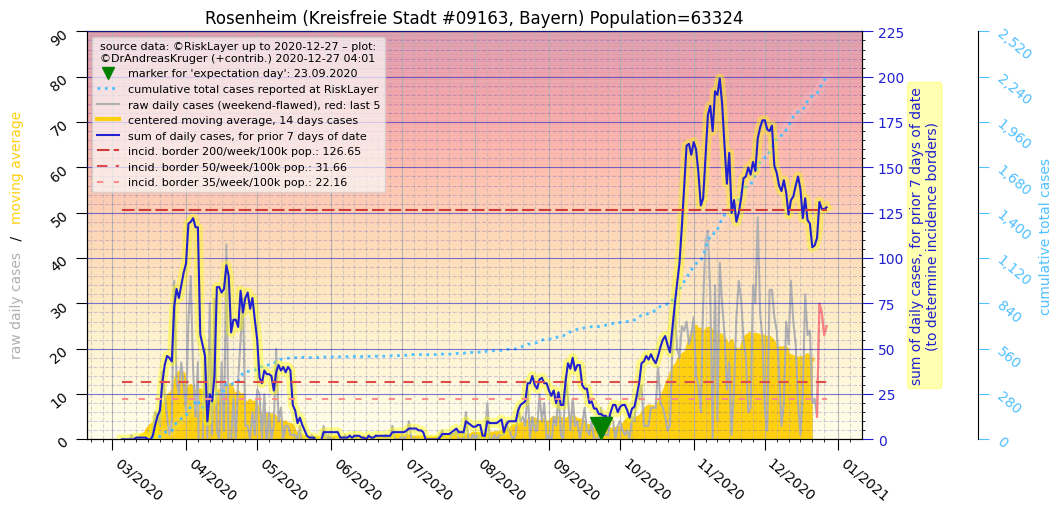 Rosenheim (Kreisfreie Stadt #09163, Bayern) Population=63324
source data: ©RiskLayer up to 2020-12-27 – plot:
©DrAndreasKruger (+contrib.) 2020-12-27 04:01
marker for 'expectation day': 23.09.2020
cumulative total cases reported at RiskLayer
raw daily cases (weekend-flawed), red: last 5
centered moving average, 14 days cases
sum of daily cases, for prior 7 days of date
incid. border 200/week/100k pop.: 126.65
incid. border 50/week/100k pop.: 31.66
incid. border 35/week/100k pop.: 22.16
raw daily cases / moving average
90
80
70
60
50
40
30
20
10
0
225
200
175
150
125
100
75
50
25
0
sum of daily cases, for prior 7 days of date
(to determine incidence borders)
2,520
2,240
1,960
1,680
1,400
1,120
840
560
280
0
cumulative total cases
03/2020
04/2020
05/2020
06/2020
07/2020
08/2020
09/2020
10/2020
11/2020
12/2020
01/2021